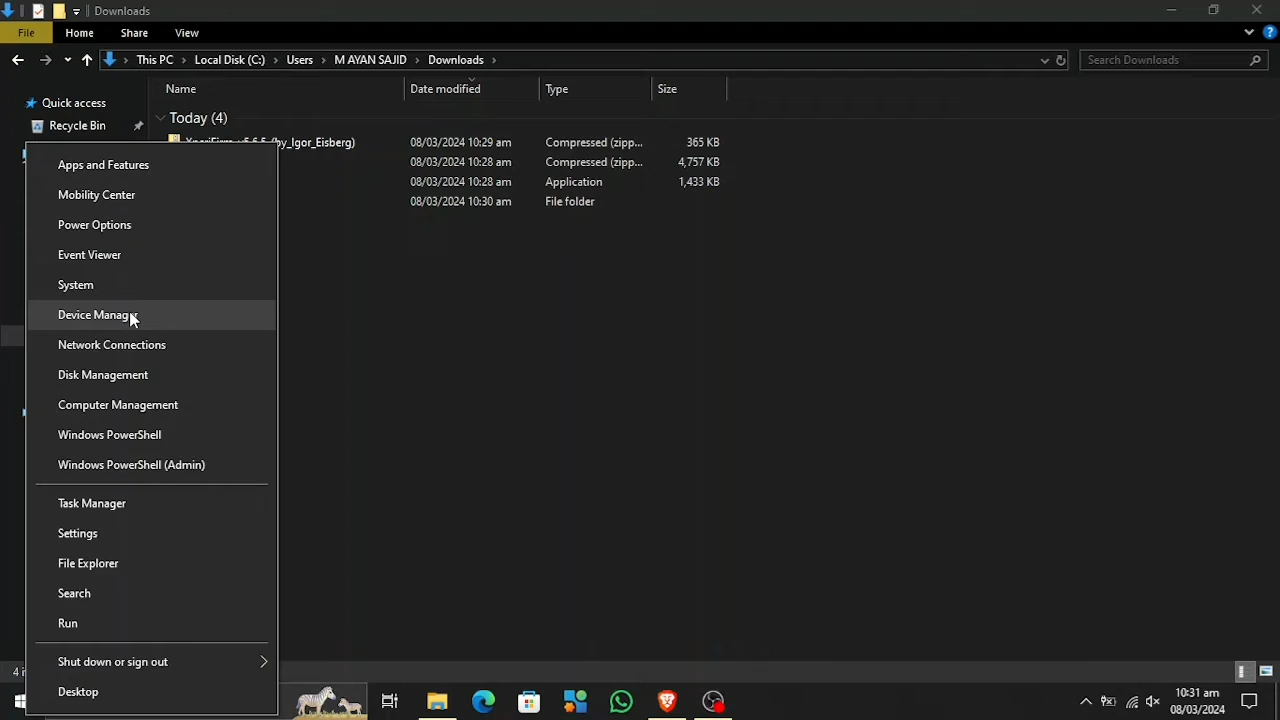 Downloads
File Home Share View
This PC Local Disk (C:) Users M AYAN SAJID Downloads Search Downloads
Name Date modified Type Size
Quick access
Today (4)
Recycle Bin
by_Igor_Eisberg) 08/03/2024 10:29 am Compressed (zipp... 365 KB
08/03/2024 10:28 am Compressed (zipp... 4,757 KB
08/03/2024 10:28 am Application 1,433 KB
08/03/2024 10:30 am File folder
Apps and Features
Mobility Center
Power Options
Event Viewer
System
Device Manager
Network Connections
Disk Management
Computer Management
Windows PowerShell
Windows PowerShell (Admin)
Task Manager
Settings
File Explorer
Search
Run
Shut down or sign out
Desktop
10:31 am
08/03/2024